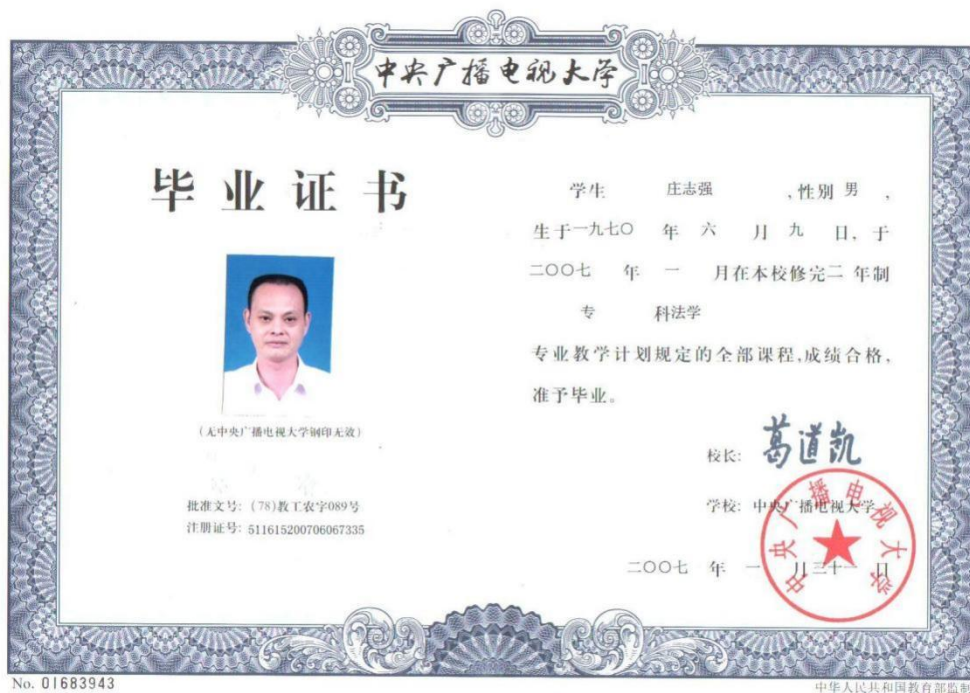 中央广播电视大学
毕业证书
(无中央广播电视大学钢印无效)
批准文号: (78)教工农字089号
注册证号: 511615200706067335
学生 庄志强 ,性别 男 ,
生于一九七〇 年 六 月 九 日, 于
二〇〇七 年 一 月在本校修完二 年制
专 科法学
专业教学计划规定的全部课程,成绩合格,
准予毕业。
校长: 葛道凯
学校: 中央广播电视大学
二〇〇七 年 一 月三十一 日
中央广播电视大学
No. 01683943
中华人民共和国教育部监制